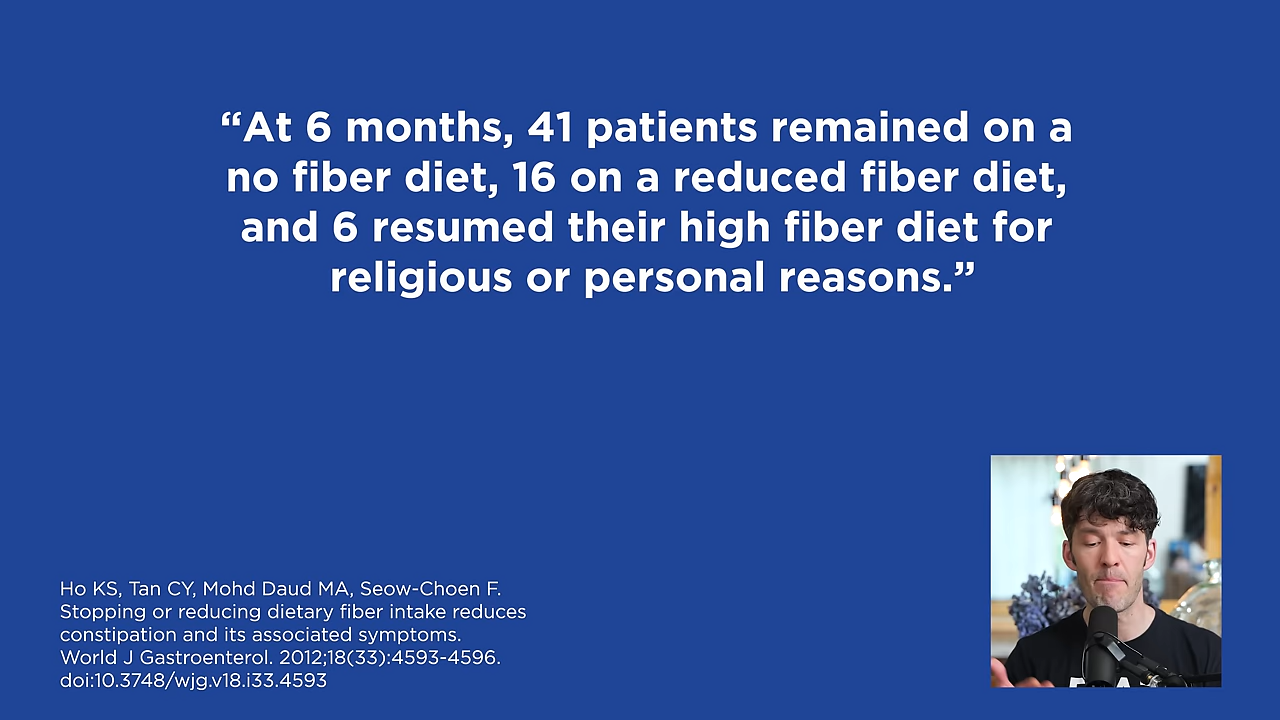 “At 6 months, 41 patients remained on a
no fiber diet, 16 on a reduced fiber diet,
and 6 resumed their high fiber diet for
religious or personal reasons.”
Ho KS, Tan CY, Mohd Daud MA, Seow-Choen F.
Stopping or reducing dietary fiber intake reduces
constipation and its associated symptoms.
World J Gastroenterol. 2012;18(33):4593-4596.
doi:10.3748/wjg.v18.i33.4593